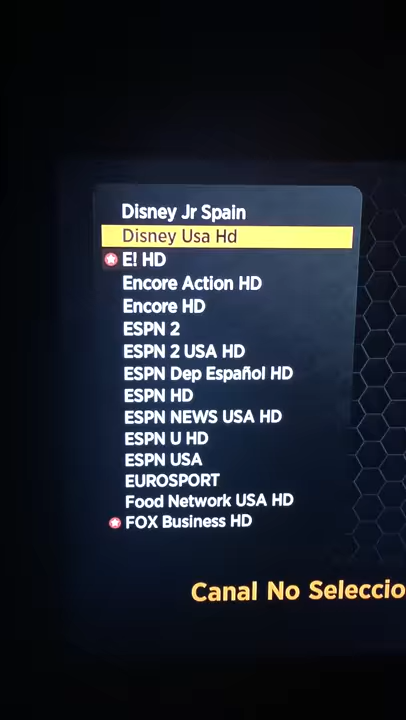 Disney Jr Spain
Disney Usa Hd
E! HD
Encore Action HD
Encore HD
ESPN 2
ESPN 2 USA HD
ESPN Dep Español HD
ESPN HD
ESPN NEWS USA HD
ESPN U HD
ESPN USA
EUROSPORT
Food Network USA HD
FOX Business HD
Canal No Seleccio